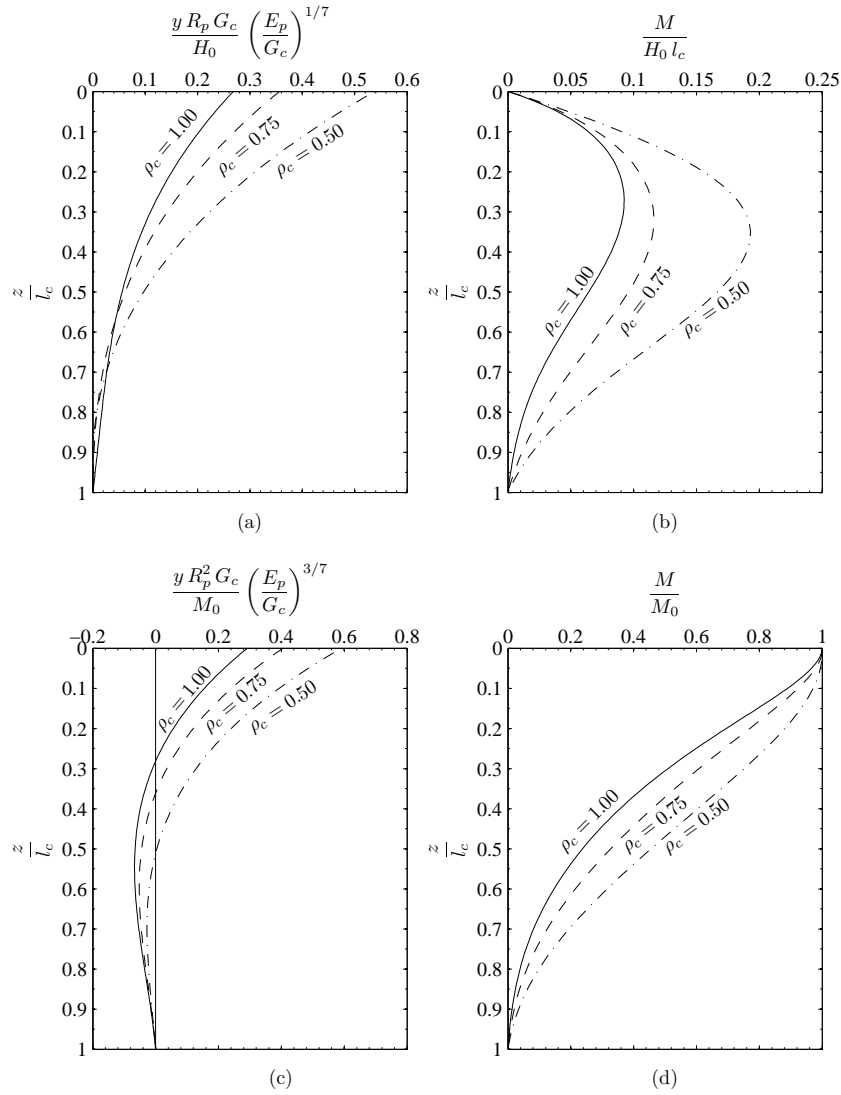 y R_p G_c / H_0 (E_p / G_c)^{1/7}
0 0.1 0.2 0.3 0.4 0.5 0.6
0
0.1
0.2
0.3
0.4
0.5
0.6
0.7
0.8
0.9
1
z / l_c
ρ_c = 1.00
ρ_c = 0.75
ρ_c = 0.50
(a)
M / H_0 l_c
0 0.05 0.1 0.15 0.2 0.25
0
0.1
0.2
0.3
0.4
0.5
0.6
0.7
0.8
0.9
1
z / l_c
ρ_c = 1.00
ρ_c = 0.75
ρ_c = 0.50
(b)
y R_p^2 G_c / M_0 (E_p / G_c)^{3/7}
−0.2 0 0.2 0.4 0.6 0.8
0
0.1
0.2
0.3
0.4
0.5
0.6
0.7
0.8
0.9
1
z / l_c
ρ_c = 1.00
ρ_c = 0.75
ρ_c = 0.50
(c)
M / M_0
0 0.2 0.4 0.6 0.8 1
0
0.1
0.2
0.3
0.4
0.5
0.6
0.7
0.8
0.9
1
z / l_c
ρ_c = 1.00
ρ_c = 0.75
ρ_c = 0.50
(d)